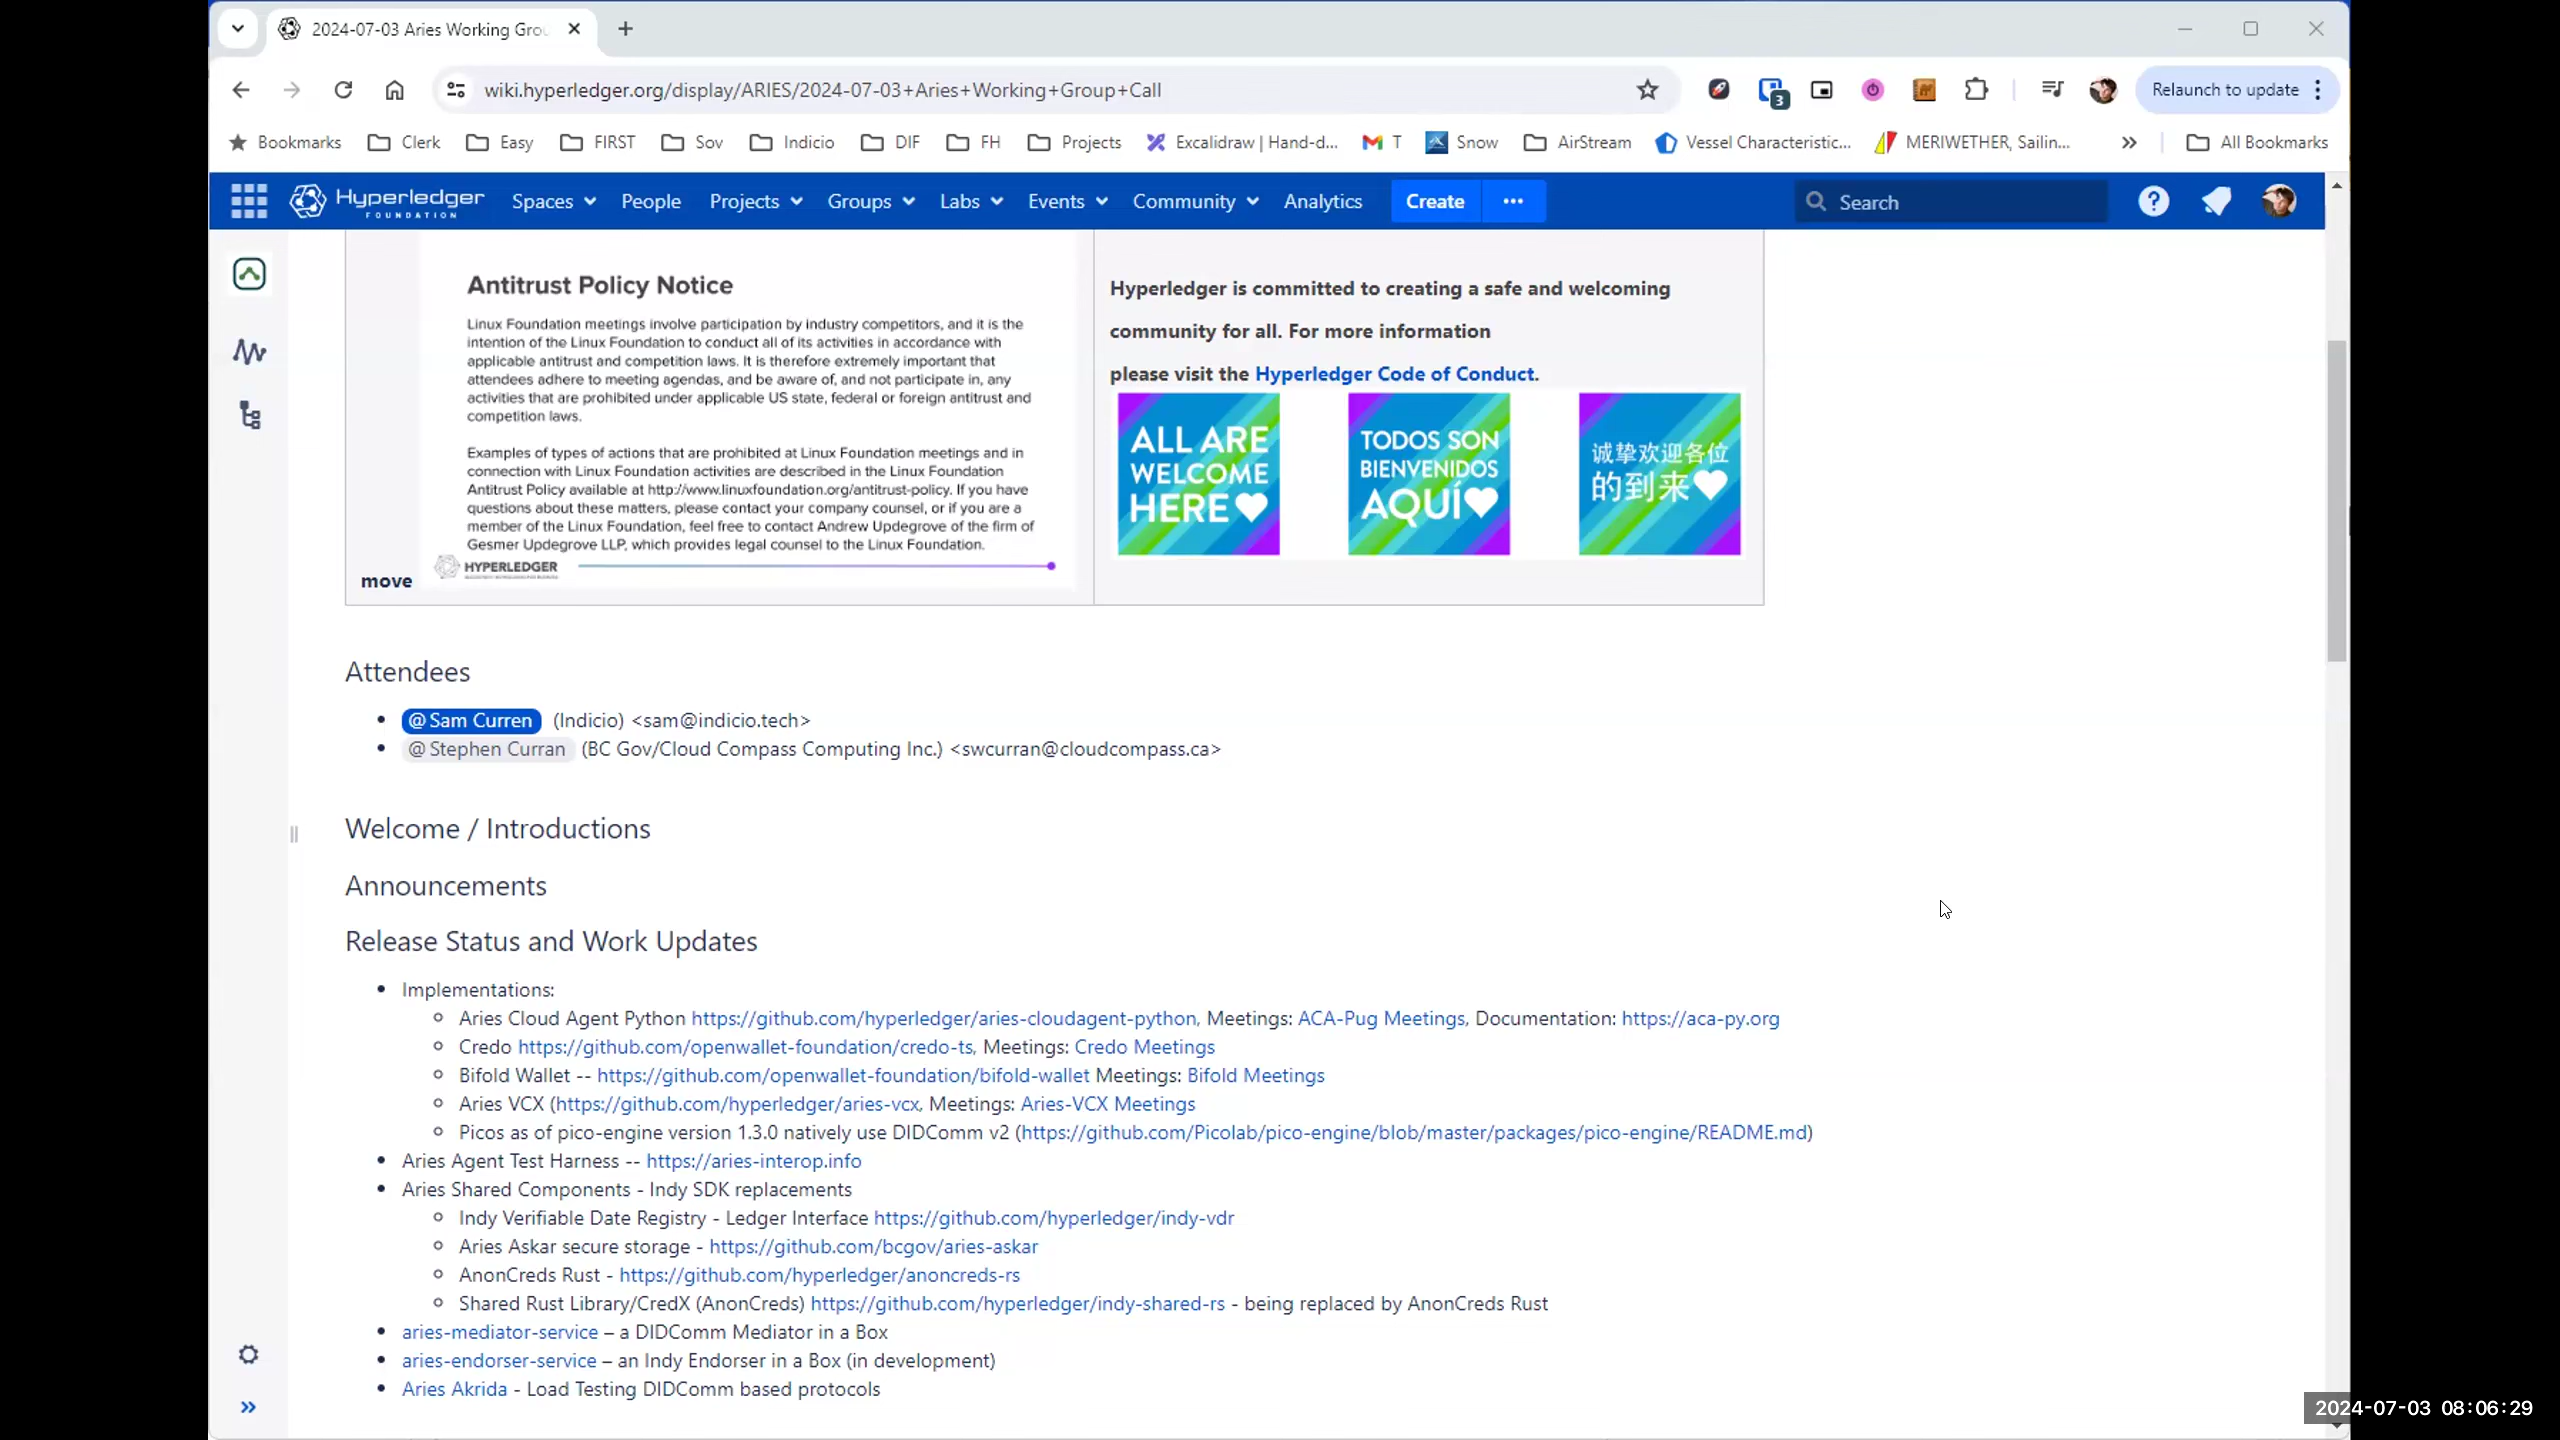 2024-07-03 Aries Working Grou
wiki.hyperledger.org/display/ARIES/2024-07-03+Aries+Working+Group+Call
3
Relaunch to update
Bookmarks
Clerk
Easy
FIRST
Sov
Indicio
DIF
FH
Projects
Excalidraw | Hand-d...
T
Snow
AirStream
Vessel Characteristic...
MERIWETHER, Sailin...
All Bookmarks
Hyperledger
FOUNDATION
Spaces
People
Projects
Groups
Labs
Events
Community
Analytics
Create
Search
Antitrust Policy Notice
Linux Foundation meetings involve participation by industry competitors, and it is the
intention of the Linux Foundation to conduct all of its activities in accordance with
applicable antitrust and competition laws. It is therefore extremely important that
attendees adhere to meeting agendas, and be aware of, and not participate in, any
activities that are prohibited under applicable US state, federal or foreign antitrust and
competition laws.
Examples of types of actions that are prohibited at Linux Foundation meetings and in
connection with Linux Foundation activities are described in the Linux Foundation
Antitrust Policy available at http://www.linuxfoundation.org/antitrust-policy. If you have
questions about these matters, please contact your company counsel, or if you are a
member of the Linux Foundation, feel free to contact Andrew Updegrove of the firm of
Gesmer Updegrove LLP, which provides legal counsel to the Linux Foundation.
HYPERLEDGER
move
Hyperledger is committed to creating a safe and welcoming
community for all. For more information
please visit the Hyperledger Code of Conduct.
ALL ARE
WELCOME
HERE
TODOS SON
BIENVENIDOS
AQUÍ
诚挚欢迎各位
的到来
Attendees
@Sam Curren (Indicio) <sam@indicio.tech>
@Stephen Curran (BC Gov/Cloud Compass Computing Inc.) <swcurran@cloudcompass.ca>
Welcome / Introductions
Announcements
Release Status and Work Updates
Implementations:
Aries Cloud Agent Python https://github.com/hyperledger/aries-cloudagent-python, Meetings: ACA-Pug Meetings, Documentation: https://aca-py.org
Credo https://github.com/openwallet-foundation/credo-ts, Meetings: Credo Meetings
Bifold Wallet -- https://github.com/openwallet-foundation/bifold-wallet Meetings: Bifold Meetings
Aries VCX (https://github.com/hyperledger/aries-vcx, Meetings: Aries-VCX Meetings
Picos as of pico-engine version 1.3.0 natively use DIDComm v2 (https://github.com/Picolab/pico-engine/blob/master/packages/pico-engine/README.md)
Aries Agent Test Harness -- https://aries-interop.info
Aries Shared Components - Indy SDK replacements
Indy Verifiable Date Registry - Ledger Interface https://github.com/hyperledger/indy-vdr
Aries Askar secure storage - https://github.com/bcgov/aries-askar
AnonCreds Rust - https://github.com/hyperledger/anoncreds-rs
Shared Rust Library/CredX (AnonCreds) https://github.com/hyperledger/indy-shared-rs - being replaced by AnonCreds Rust
aries-mediator-service – a DIDComm Mediator in a Box
aries-endorser-service – an Indy Endorser in a Box (in development)
Aries Akrida - Load Testing DIDComm based protocols
2024-07-03 08:06:29